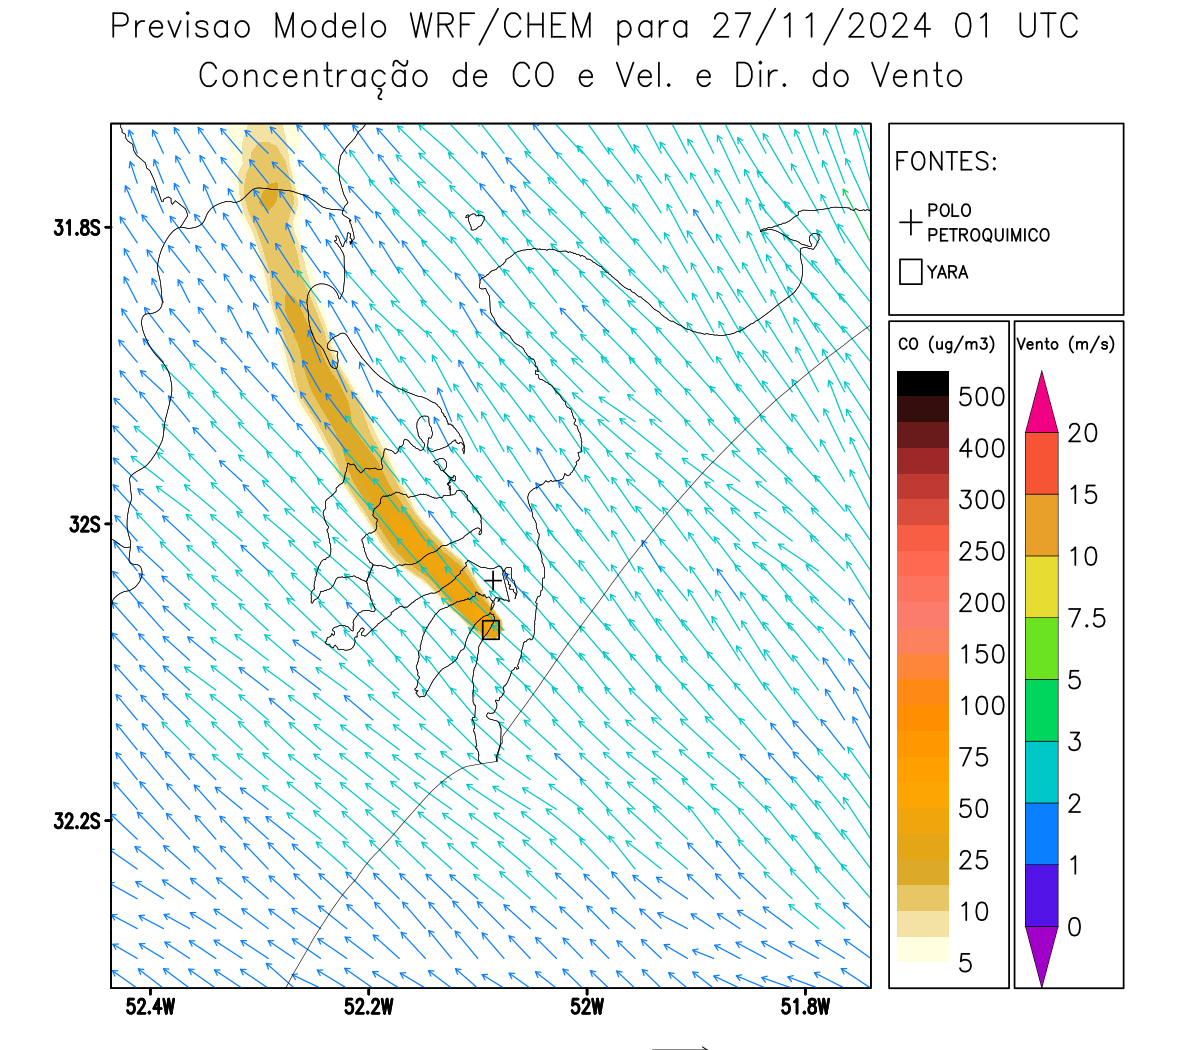 Previsao Modelo WRF/CHEM para 27/11/2024 01 UTC
Concentração de CO e Vel. e Dir. do Vento
FONTES:
POLO
PETROQUIMICO
YARA
CO (ug/m3)
500
400
300
250
200
150
100
75
50
25
10
5
Vento (m/s)
20
15
10
7.5
5
3
2
1
0
31.8S
32S
32.2S
52.4W
52.2W
52W
51.8W